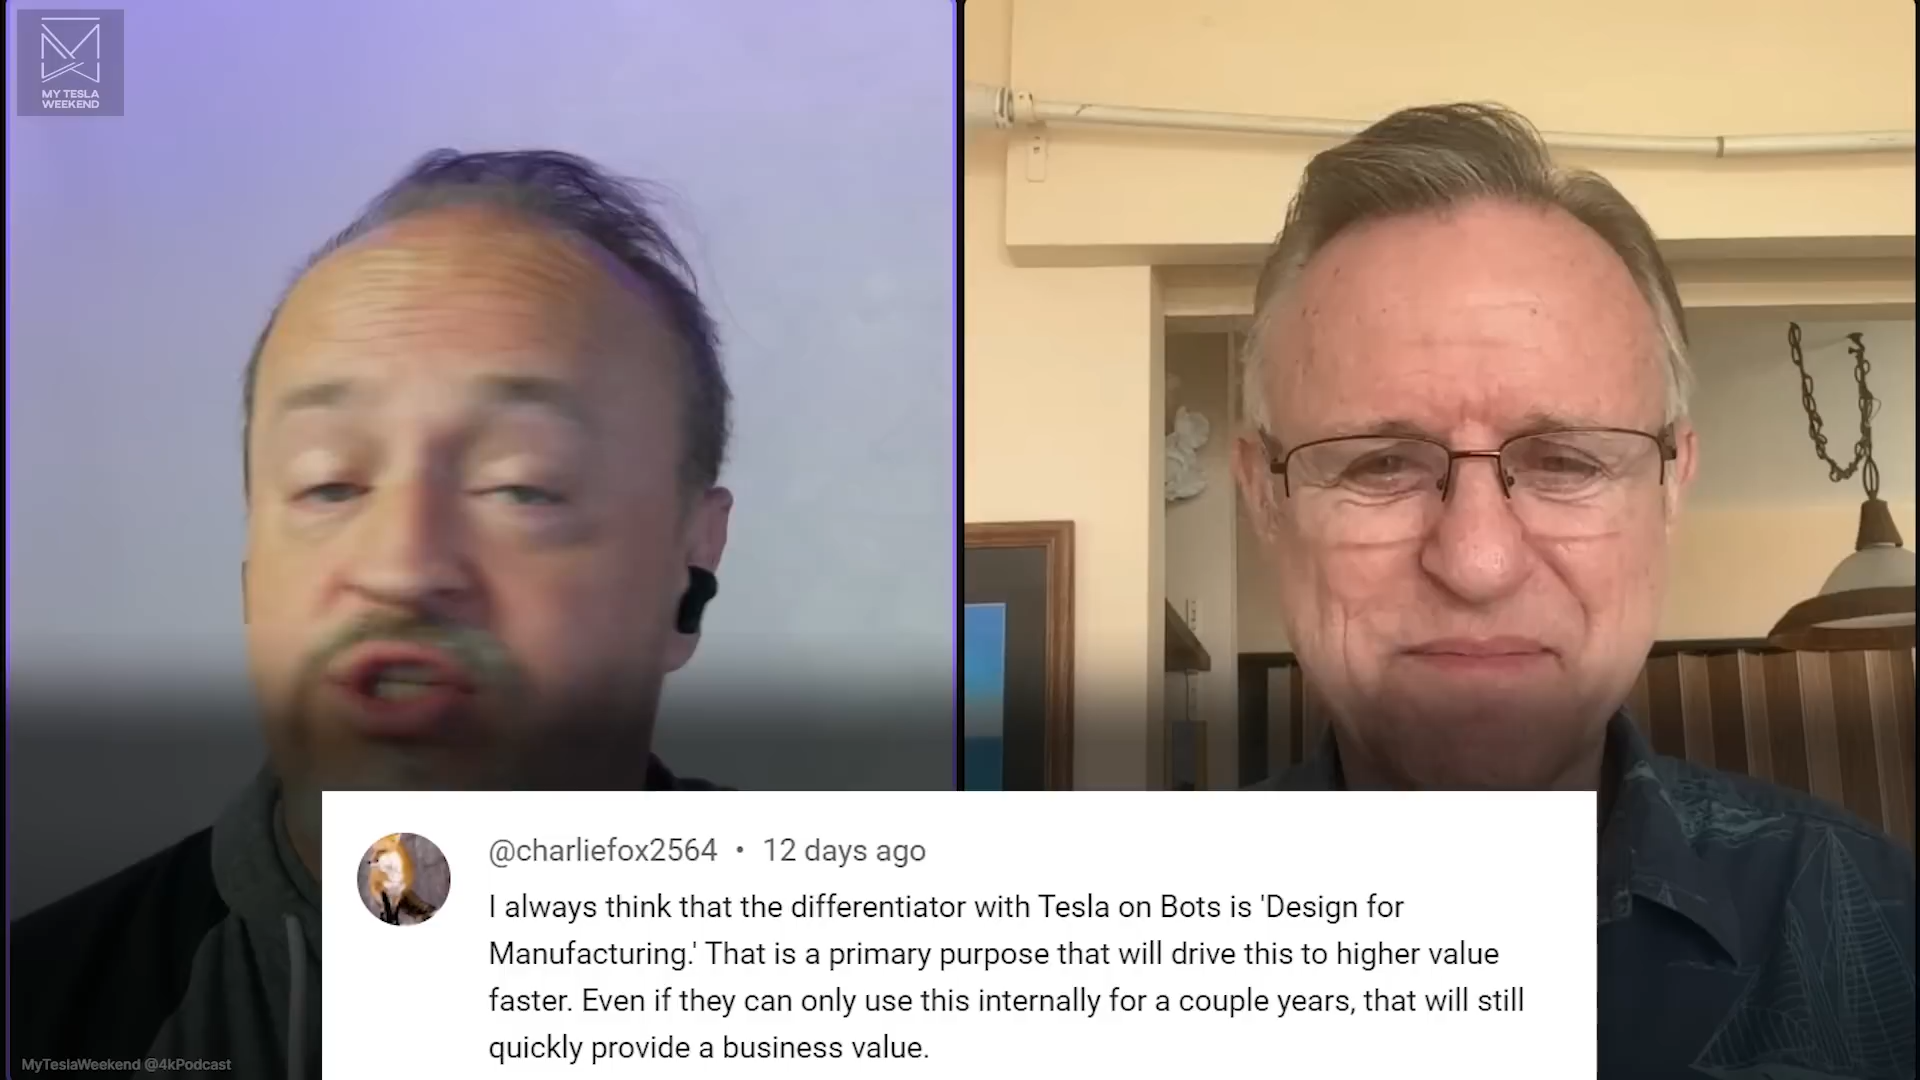 MY TESLA
WEEKEND
@charliefox2564 • 12 days ago
I always think that the differentiator with Tesla on Bots is 'Design for
Manufacturing.' That is a primary purpose that will drive this to higher value
faster. Even if they can only use this internally for a couple years, that will still
quickly provide a business value.
MyTeslaWeekend @4kPodcast